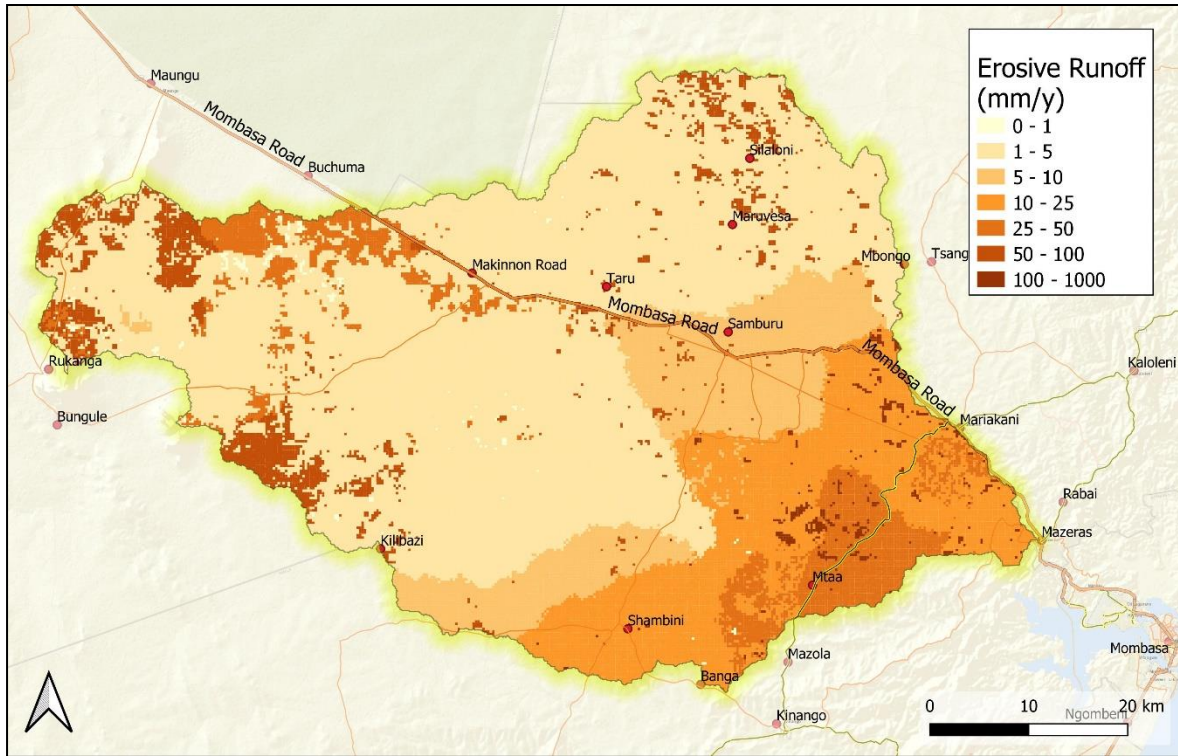 Erosive Runoff
(mm/y)
0 - 1
1 - 5
5 - 10
10 - 25
25 - 50
50 - 100
100 - 1000
Maungu
Mombasa Road
Buchuma
Silaloni
Maruvesa
Mbongo
Tsang
Makinnon Road
Taru
Mombasa Road
Samburu
Mombasa Road
Rukanga
Kaloleni
Bungule
Mariakani
Rabai
Kilibazi
Mazeras
Mtaa
Shambini
Mombasa
Mazola
Banga
Kinango
0 10 20 km
Ngombeni